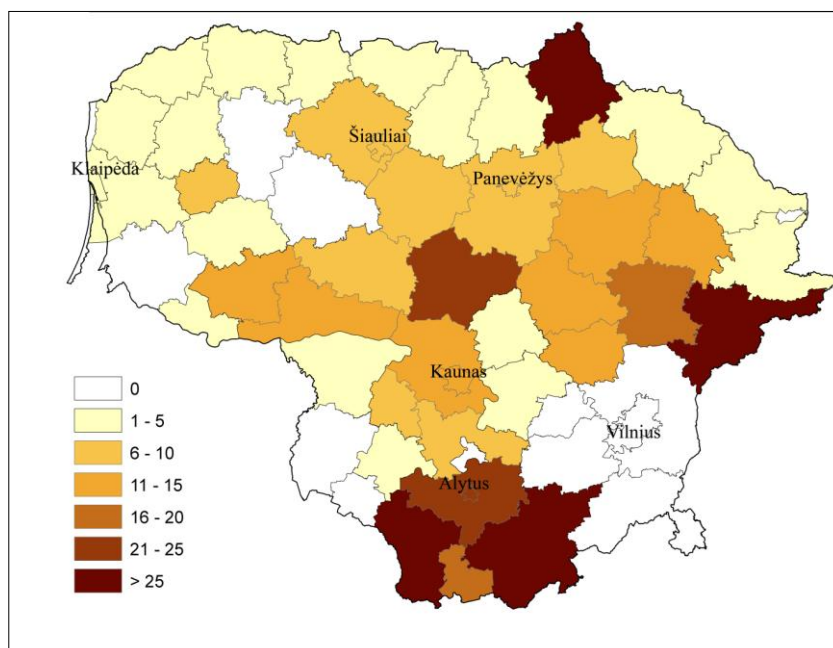 Šiauliai
Klaipėda
Panevėžys
Kaunas
Vilnius
Alytus
0
1 - 5
6 - 10
11 - 15
16 - 20
21 - 25
> 25